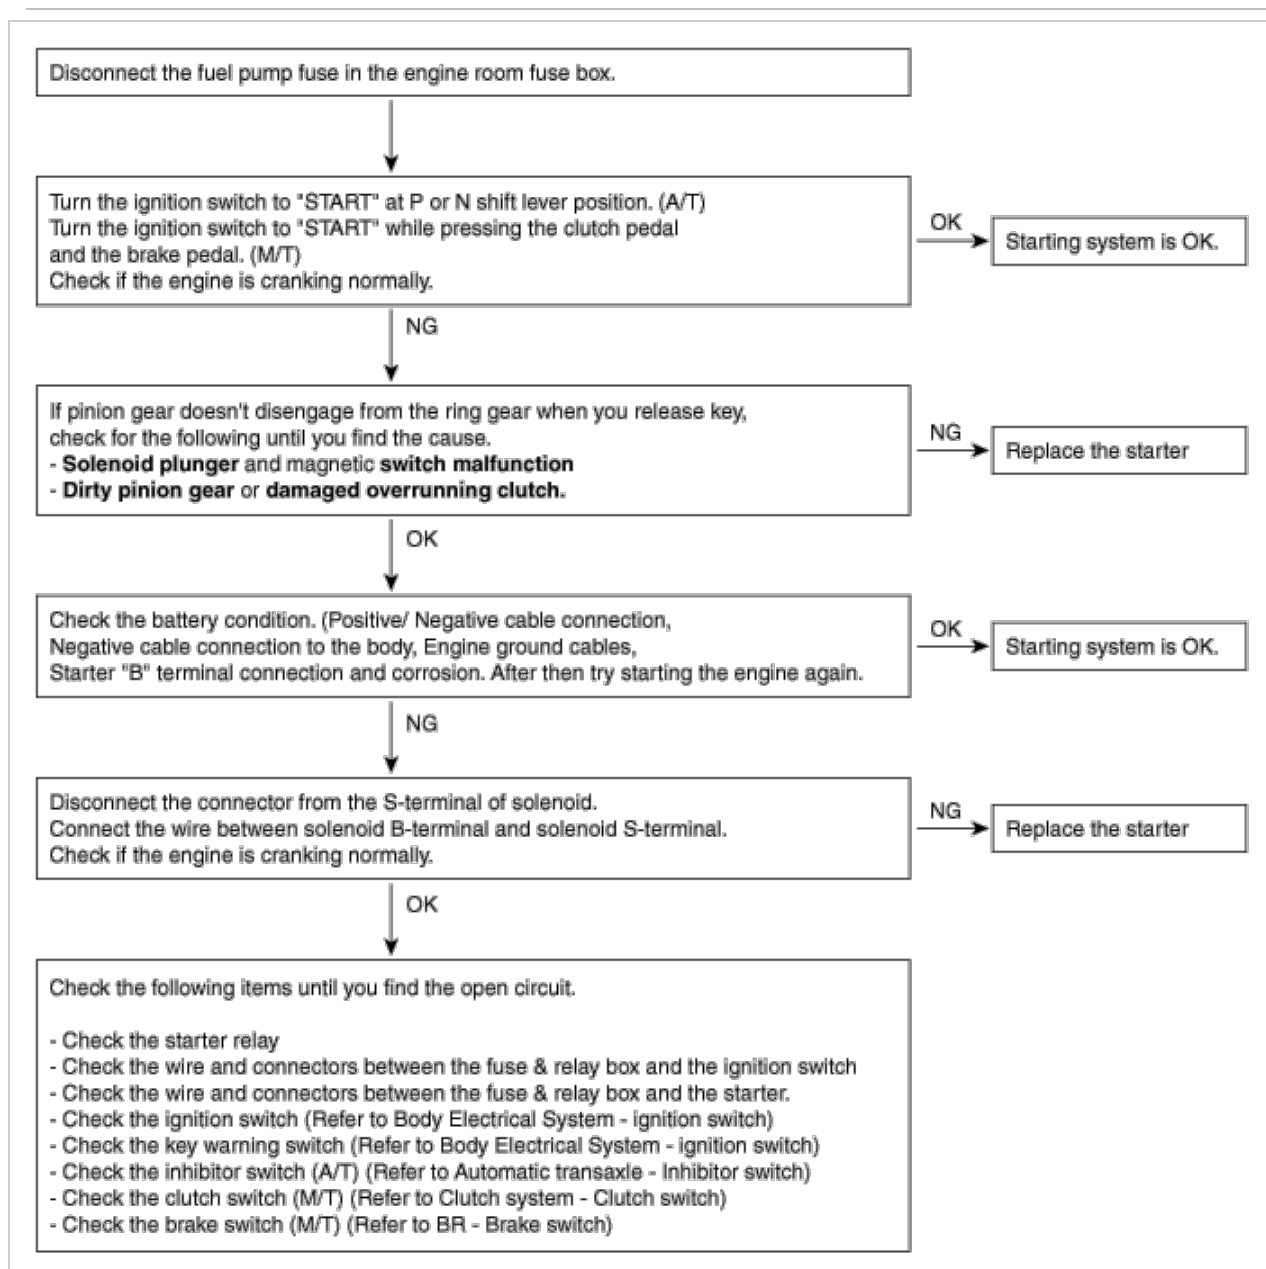 Disconnect the fuel pump fuse in the engine room fuse box.
Turn the ignition switch to "START" at P or N shift lever position. (A/T)
Turn the ignition switch to "START" while pressing the clutch pedal
and the brake pedal. (M/T)
Check if the engine is cranking normally.
OK
Starting system is OK.
NG
If pinion gear doesn't disengage from the ring gear when you release key,
check for the following until you find the cause.
- Solenoid plunger and magnetic switch malfunction
- Dirty pinion gear or damaged overrunning clutch.
NG
Replace the starter
OK
Check the battery condition. (Positive/ Negative cable connection,
Negative cable connection to the body, Engine ground cables,
Starter "B" terminal connection and corrosion. After then try starting the engine again.
OK
Starting system is OK.
NG
Disconnect the connector from the S-terminal of solenoid.
Connect the wire between solenoid B-terminal and solenoid S-terminal.
Check if the engine is cranking normally.
NG
Replace the starter
OK
Check the following items until you find the open circuit.
- Check the starter relay
- Check the wire and connectors between the fuse & relay box and the ignition switch
- Check the wire and connectors between the fuse & relay box and the starter.
- Check the ignition switch (Refer to Body Electrical System - ignition switch)
- Check the key warning switch (Refer to Body Electrical System - ignition switch)
- Check the inhibitor switch (A/T) (Refer to Automatic transaxle - Inhibitor switch)
- Check the clutch switch (M/T) (Refer to Clutch system - Clutch switch)
- Check the brake switch (M/T) (Refer to BR - Brake switch)